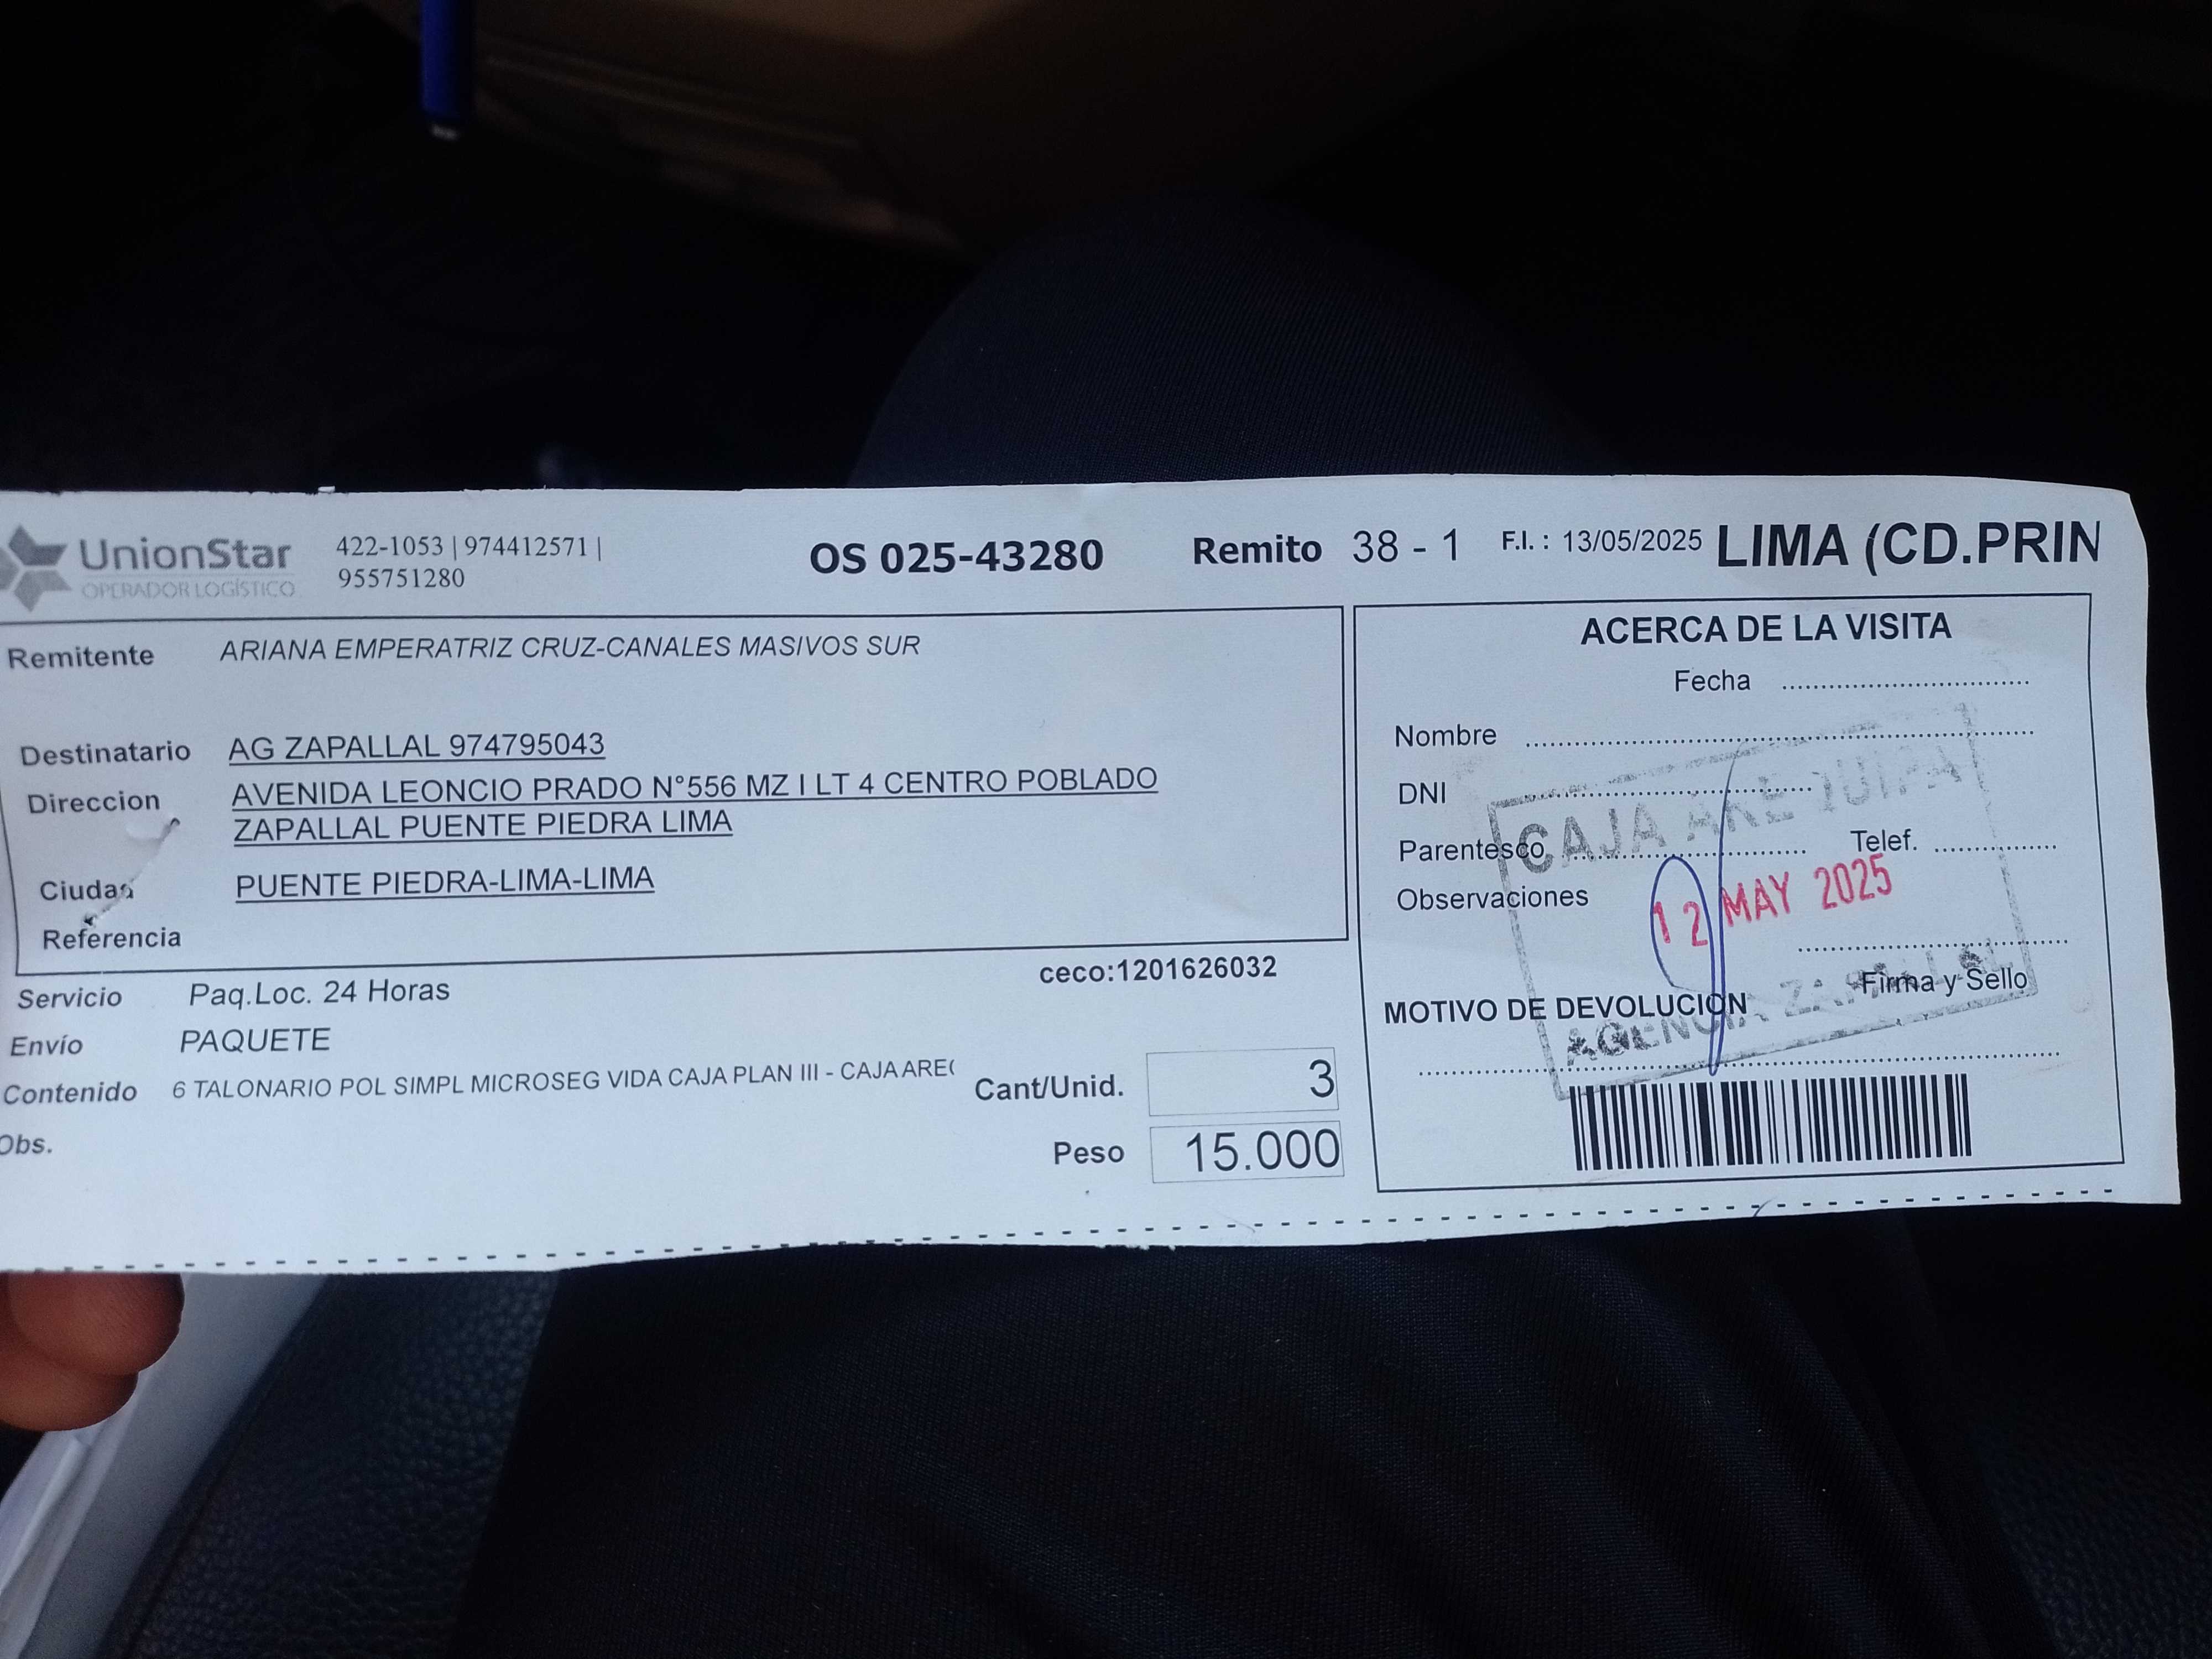 UnionStar
OPERADOR LOGÍSTICO
422-1053 | 974412571 |
955751280
OS 025-43280
Remito 38 - 1
F.I. : 13/05/2025
LIMA (CD.PRIN
Remitente ARIANA EMPERATRIZ CRUZ-CANALES MASIVOS SUR
Destinatario AG ZAPALLAL 974795043
Direccion AVENIDA LEONCIO PRADO N°556 MZ I LT 4 CENTRO POBLADO
ZAPALLAL PUENTE PIEDRA LIMA
Ciudad PUENTE PIEDRA-LIMA-LIMA
Referencia
ceco:1201626032
Servicio Paq.Loc. 24 Horas
Envío PAQUETE
Contenido 6 TALONARIO POL SIMPL MICROSEG VIDA CAJA PLAN III - CAJA AREQ
Cant/Unid. 3
Obs.
Peso 15.000
ACERCA DE LA VISITA
Fecha
Nombre
DNI
Parentesco
Telef.
Observaciones
Firma y Sello
MOTIVO DE DEVOLUCION
CAJA AREQUIPA
12 MAY 2025
AGENCIA ZAPALLAL